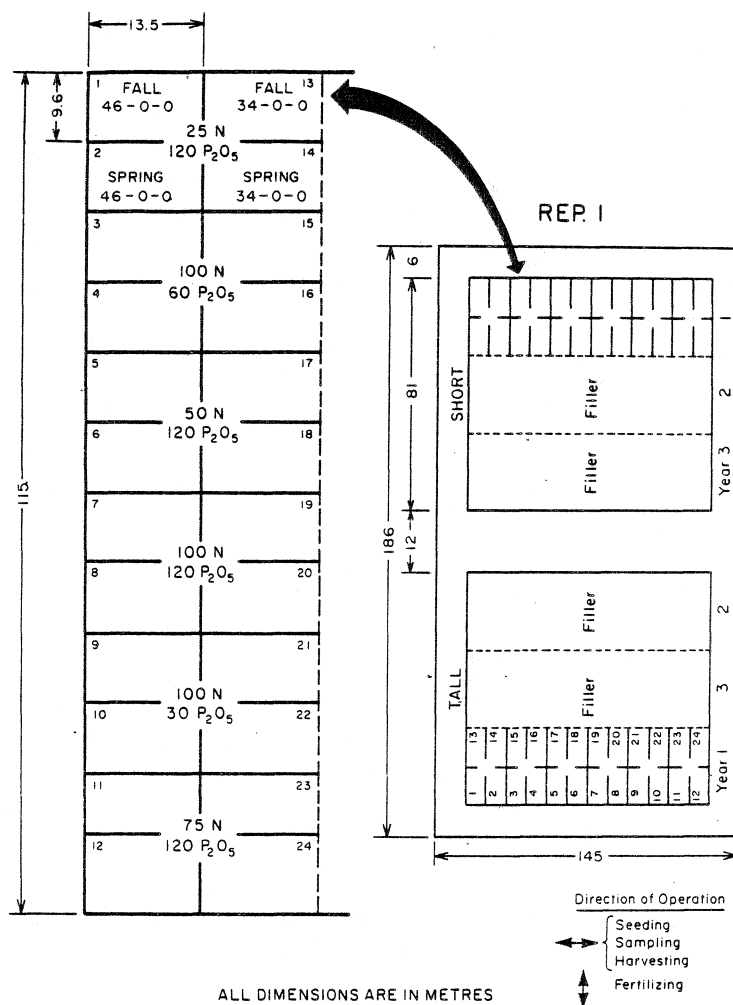 13.5
9.6
115
1
FALL
46-0-0
13
FALL
34-0-0
25 N
120 P₂O₅
2
14
SPRING
46-0-0
SPRING
34-0-0
3
15
100 N
60 P₂O₅
4
16
5
17
50 N
120 P₂O₅
6
18
7
19
100 N
120 P₂O₅
8
20
9
21
100 N
30 P₂O₅
10
22
11
23
75 N
120 P₂O₅
12
24
REP. 1
6
81
12
186
145
SHORT
1
Filler
2
Filler
Year 3
TALL
Filler
2
Filler
3
13 14 15 16 17 18 19 20 21 22 23 24
1 2 3 4 5 6 7 8 9 10 11 12
Year 1
Direction of Operation
Seeding
Sampling
Harvesting
Fertilizing
ALL DIMENSIONS ARE IN METRES